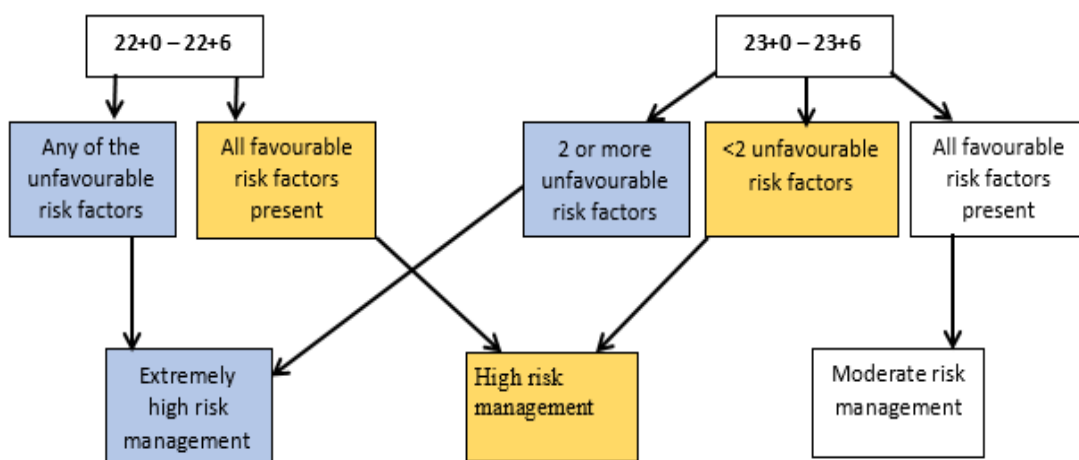 22+0 – 22+6
23+0 – 23+6
Any of the
unfavourable
risk factors
All favourable
risk factors
present
2 or more
unfavourable
risk factors
<2 unfavourable
risk factors
All favourable
risk factors
present
Extremely
high risk
management
High risk
management
Moderate risk
management